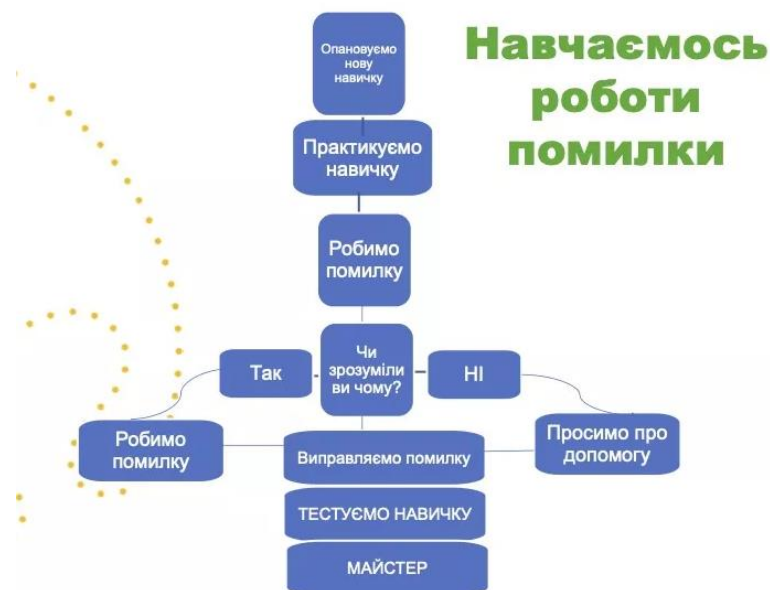 Навчаємось
роботи
помилки
Опановуємо
нову
навичку
Практикуємо
навичку
Робимо
помилку
Чи
зрозуміли
ви чому?
Так
НІ
Робимо
помилку
Виправляємо помилку
Просимо про
допомогу
ТЕСТУЄМО НАВИЧКУ
МАЙСТЕР